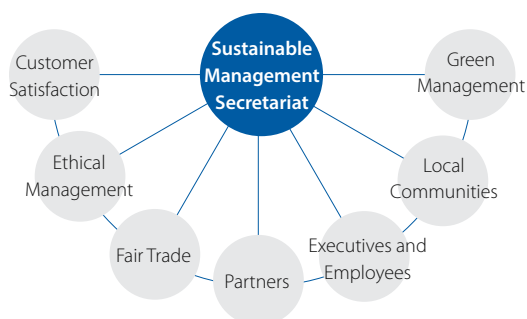 Sustainable
Management
Secretariat
Customer
Satisfaction
Ethical
Management
Fair Trade
Partners
Executives and
Employees
Local
Communities
Green
Management